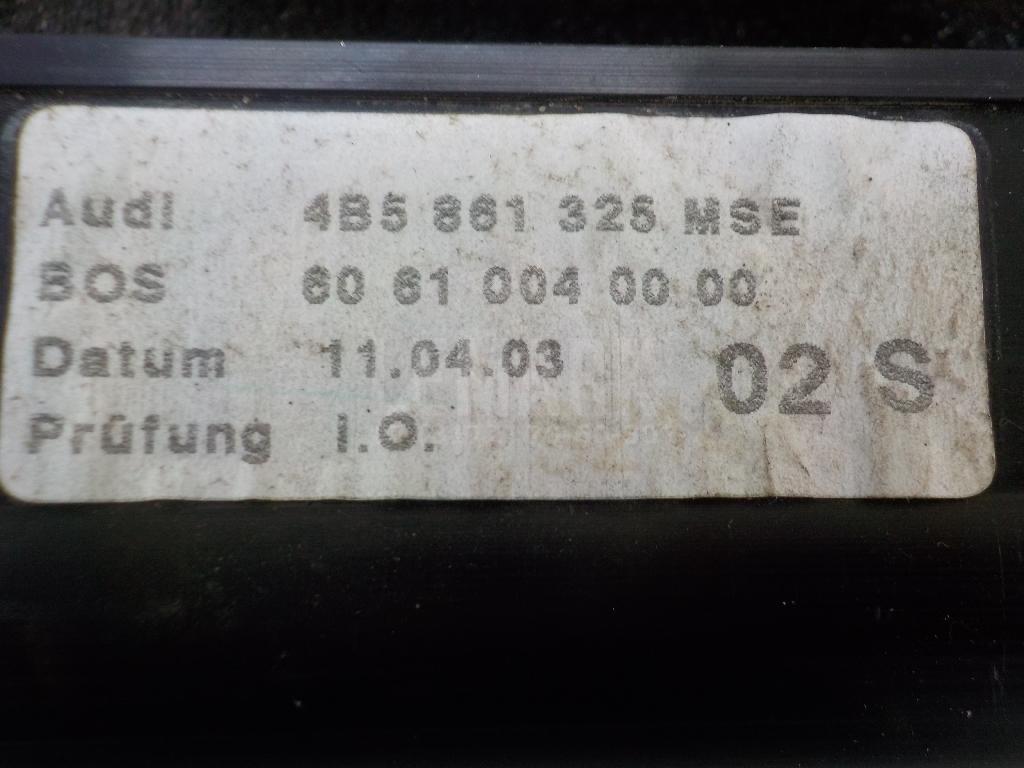 Audi 4B5 861 325 MSE
BOS 60 61 004 00 00
Datum 11.04.03
02 S
Prüfung I.O.